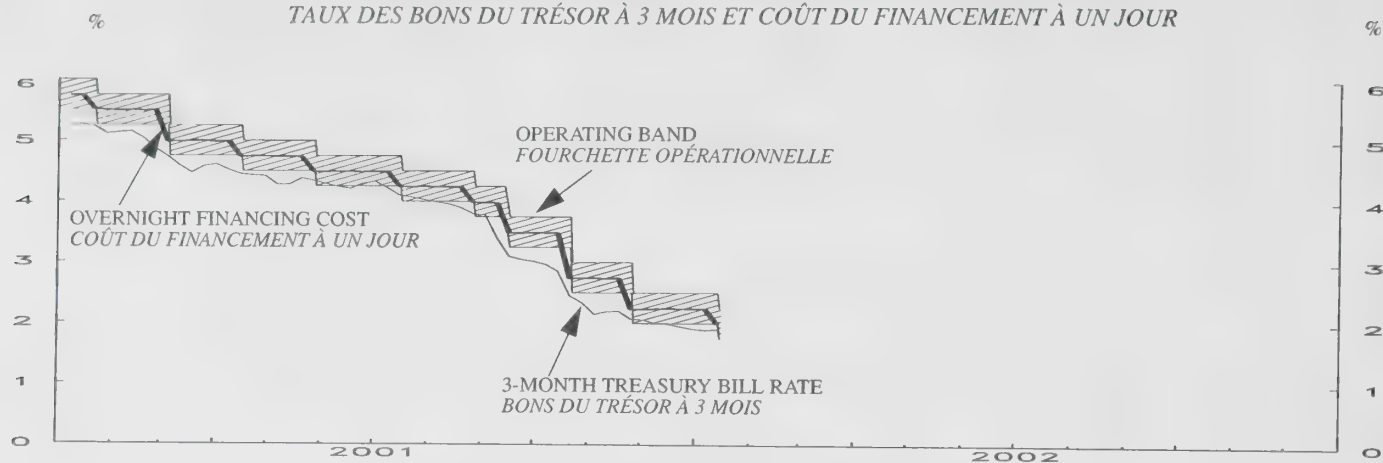 TAUX DES BONS DU TRÉSOR À 3 MOIS ET COÛT DU FINANCEMENT À UN JOUR
%
%
6
5
4
3
2
1
0
OPERATING BAND
FOURCHETTE OPÉRATIONNELLE
OVERNIGHT FINANCING COST
COÛT DU FINANCEMENT À UN JOUR
3-MONTH TREASURY BILL RATE
BONS DU TRÉSOR À 3 MOIS
6
5
4
3
2
1
0
2001
2002